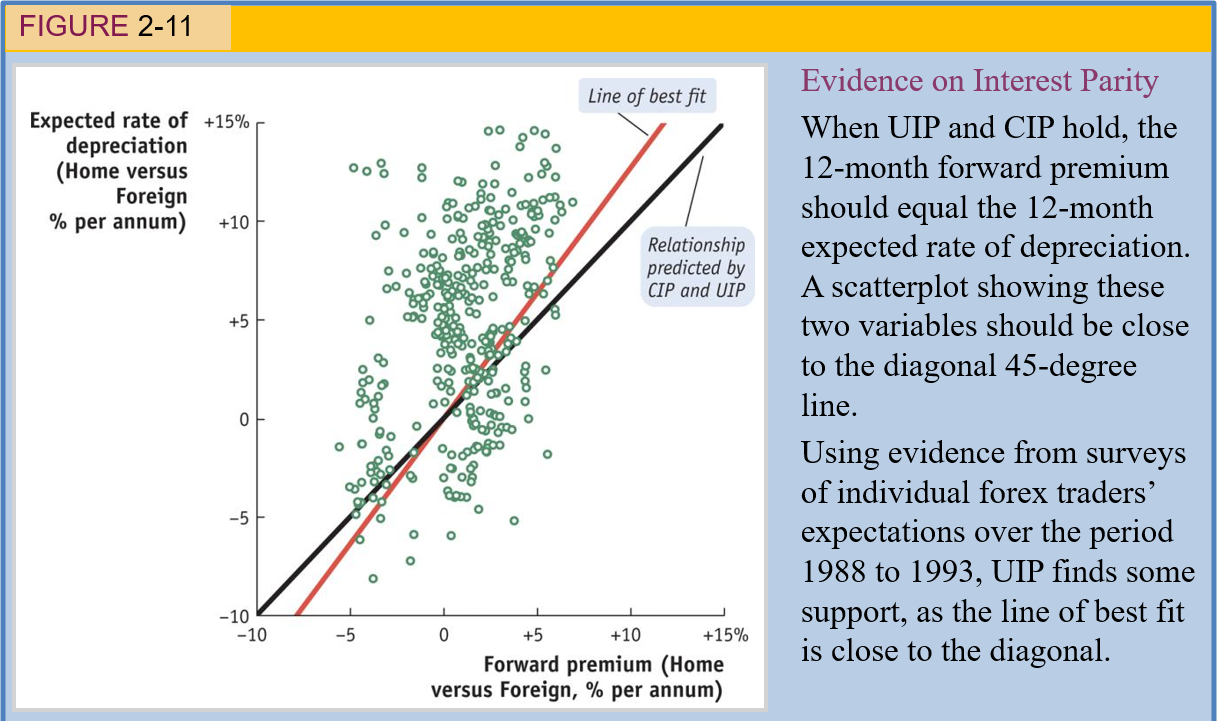 FIGURE 2-11
Expected rate of
depreciation
(Home versus
Foreign
% per annum)
+15%
+10
+5
0
−5
−10
−10
−5
0
+5
+10
+15%
Forward premium (Home
versus Foreign, % per annum)
Line of best fit
Relationship
predicted by
CIP and UIP
Evidence on Interest Parity
When UIP and CIP hold, the
12-month forward premium
should equal the 12-month
expected rate of depreciation.
A scatterplot showing these
two variables should be close
to the diagonal 45-degree
line.
Using evidence from surveys
of individual forex traders’
expectations over the period
1988 to 1993, UIP finds some
support, as the line of best fit
is close to the diagonal.